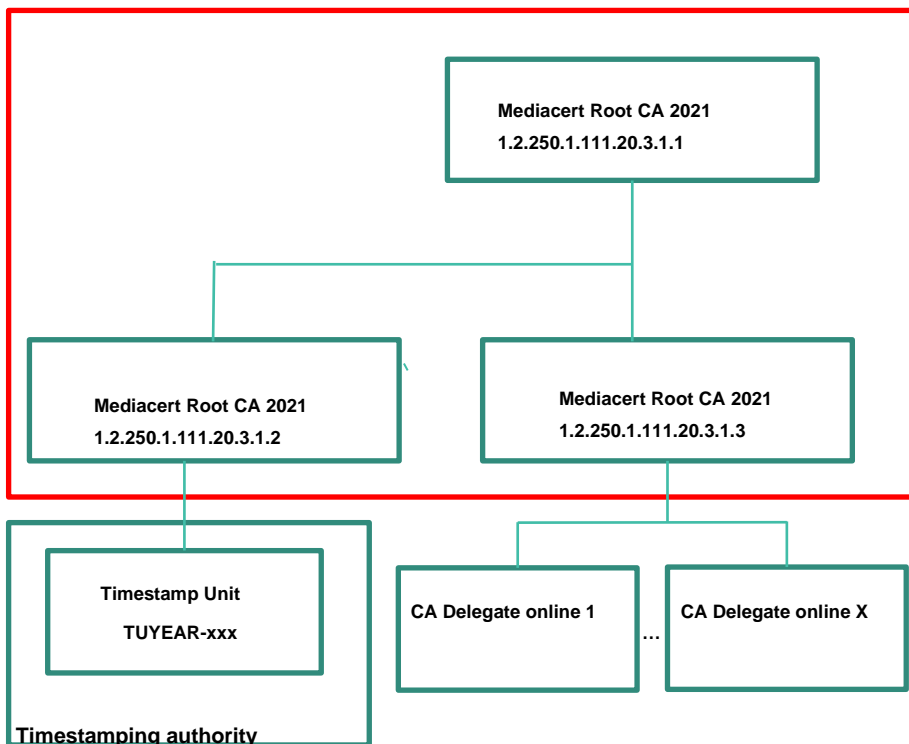 Mediacert Root CA 2021
1.2.250.1.111.20.3.1.1
Mediacert Root CA 2021
1.2.250.1.111.20.3.1.2
Mediacert Root CA 2021
1.2.250.1.111.20.3.1.3
Timestamp Unit
TUYEAR-xxx
Timestamping authority
CA Delegate online 1
...
CA Delegate online X